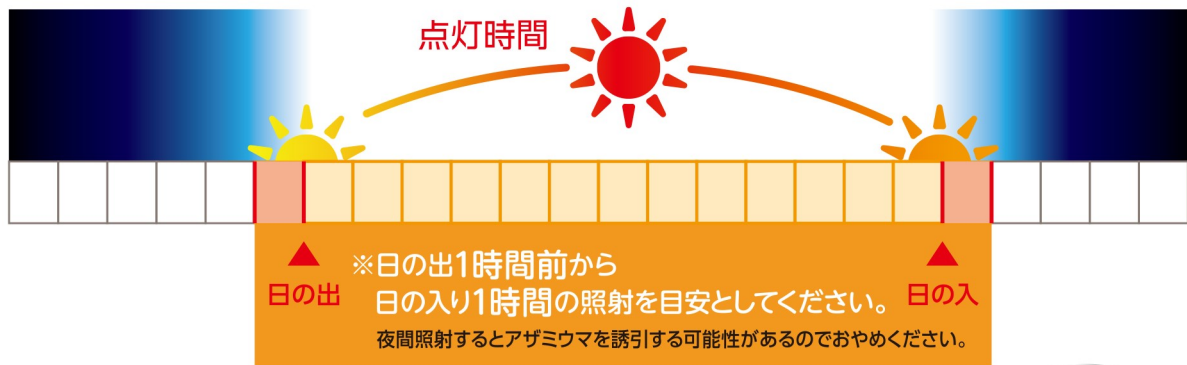 点灯時間
日の出
※日の出1時間前から
日の入り1時間の照射を目安としてください。
夜間照射するとアザミウマを誘引する可能性があるのでおやめください。
日の入